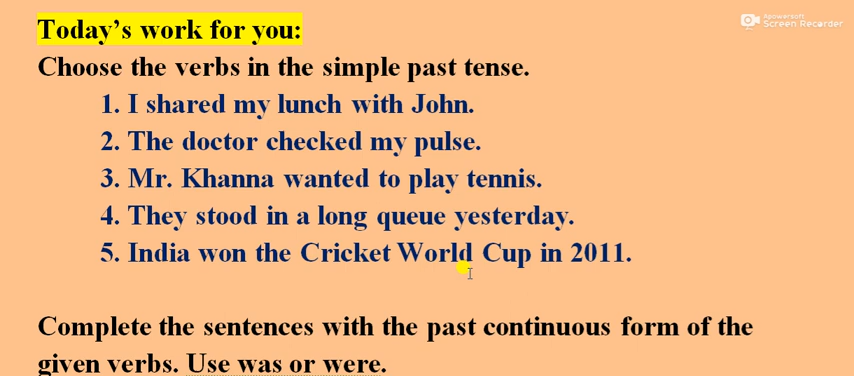 Today's work for you:
Apowersoft
Screen Recorder
Choose the verbs in the simple past tense.
1. I shared my lunch with John.
2. The doctor checked my pulse.
3. Mr. Khanna wanted to play tennis.
4. They stood in a long queue yesterday.
5. India won the Cricket World Cup in 2011.
Complete the sentences with the past continuous form of the
given verbs. Use was or were.